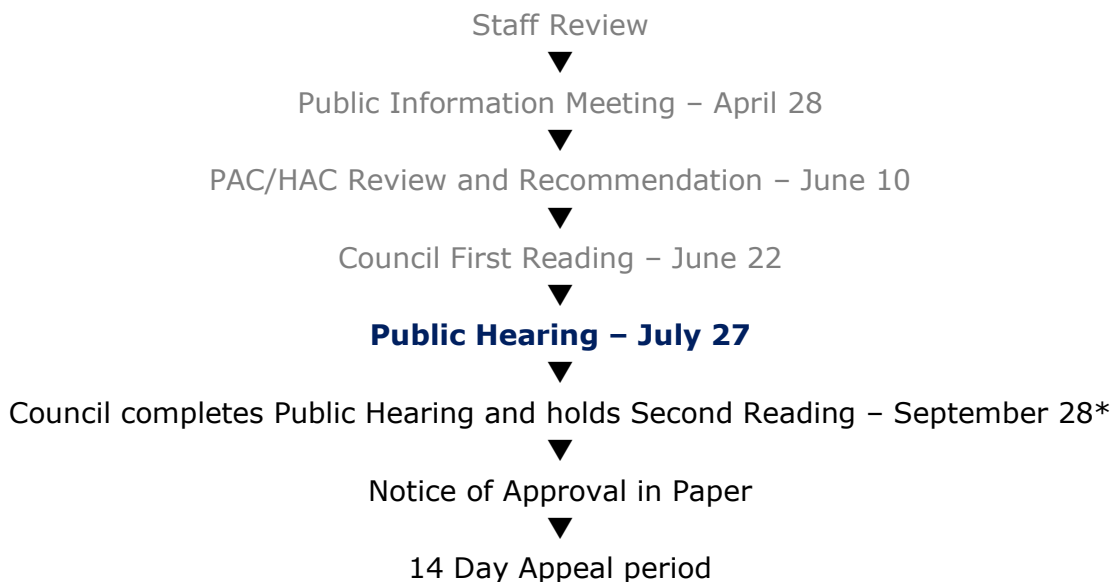 Staff Review
Public Information Meeting – April 28
PAC/HAC Review and Recommendation – June 10
Council First Reading – June 22
Public Hearing – July 27
Council completes Public Hearing and holds Second Reading – September 28*
Notice of Approval in Paper
14 Day Appeal period